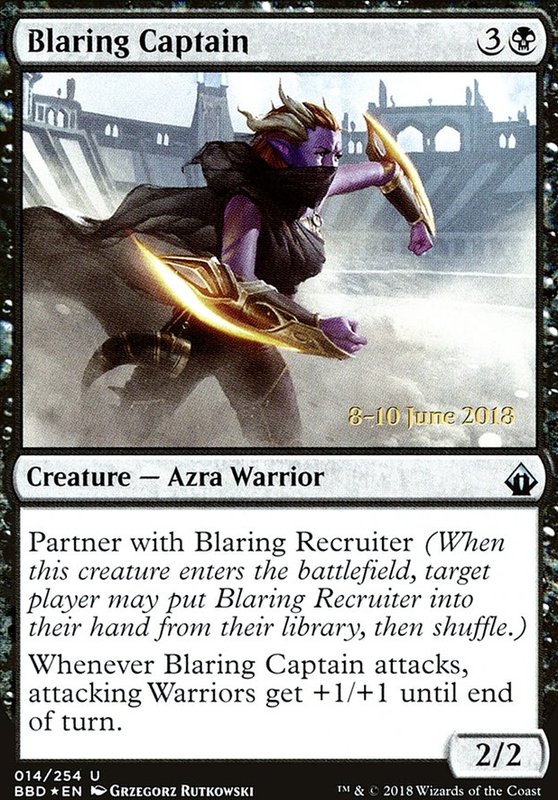 Blaring Captain 3
8–10 June 2018
Creature — Azra Warrior
Partner with Blaring Recruiter (When
this creature enters the battlefield, target
player may put Blaring Recruiter into
their hand from their library, then shuffle.)
Whenever Blaring Captain attacks,
attacking Warriors get +1/+1 until end
of turn.
2/2
014/254 U
BBD ★ EN Grzegorz Rutkowski
™ & © 2018 Wizards of the Coast